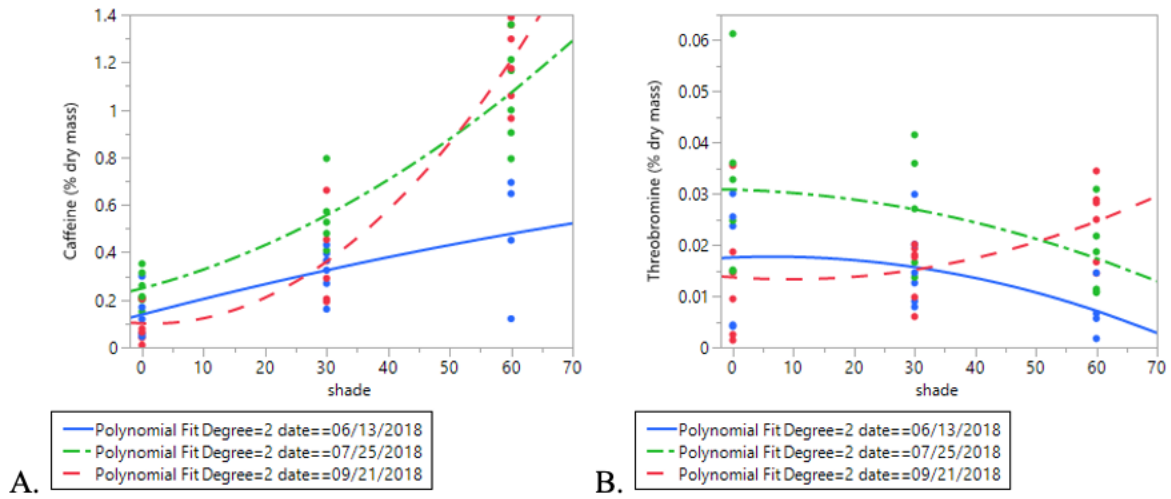 1.4
1.2
1
0.8
0.6
0.4
0.2
0
Caffeine (% dry mass)
0 10 20 30 40 50 60 70
shade
Polynomial Fit Degree=2 date==06/13/2018
Polynomial Fit Degree=2 date==07/25/2018
Polynomial Fit Degree=2 date==09/21/2018
A.
0.06
0.05
0.04
0.03
0.02
0.01
0
Threobromine (% dry mass)
0 10 20 30 40 50 60 70
shade
Polynomial Fit Degree=2 date==06/13/2018
Polynomial Fit Degree=2 date==07/25/2018
Polynomial Fit Degree=2 date==09/21/2018
B.